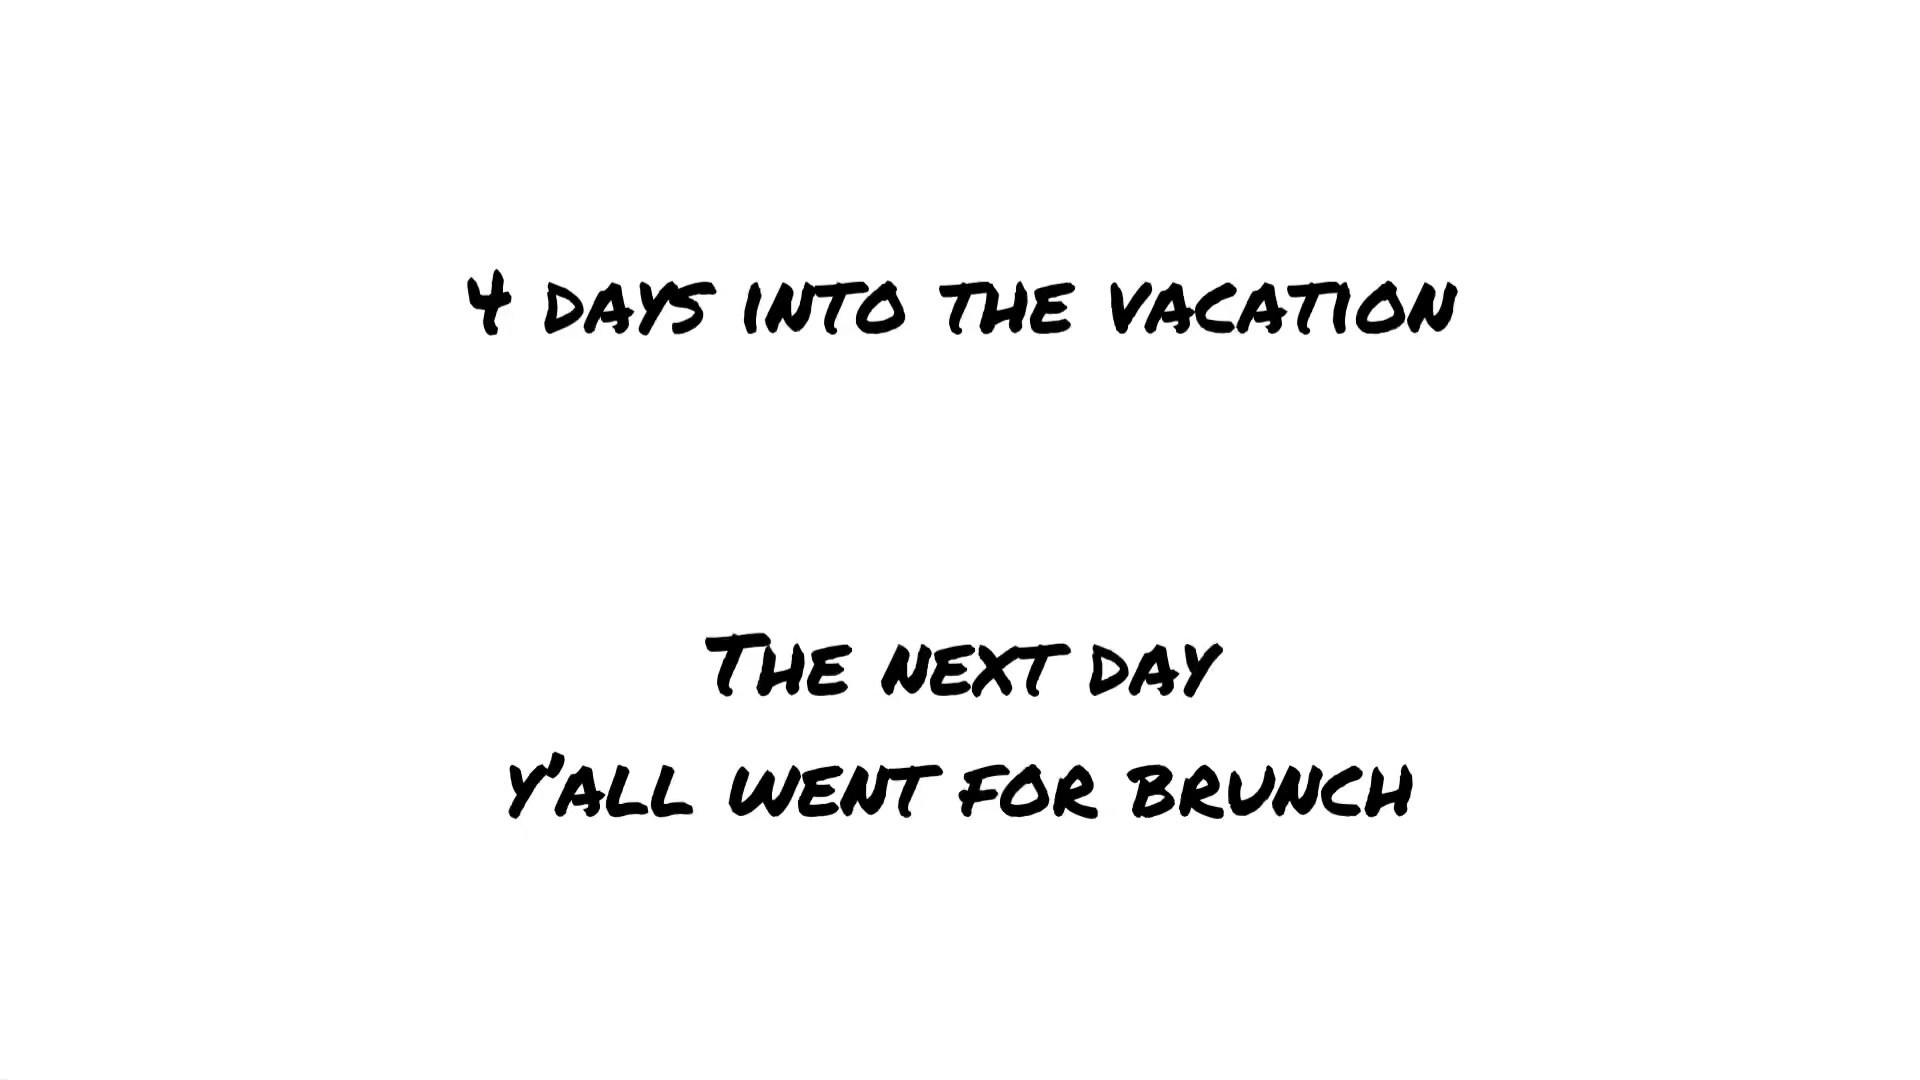 4 days into the vacation
The next day
y'all went for brunch